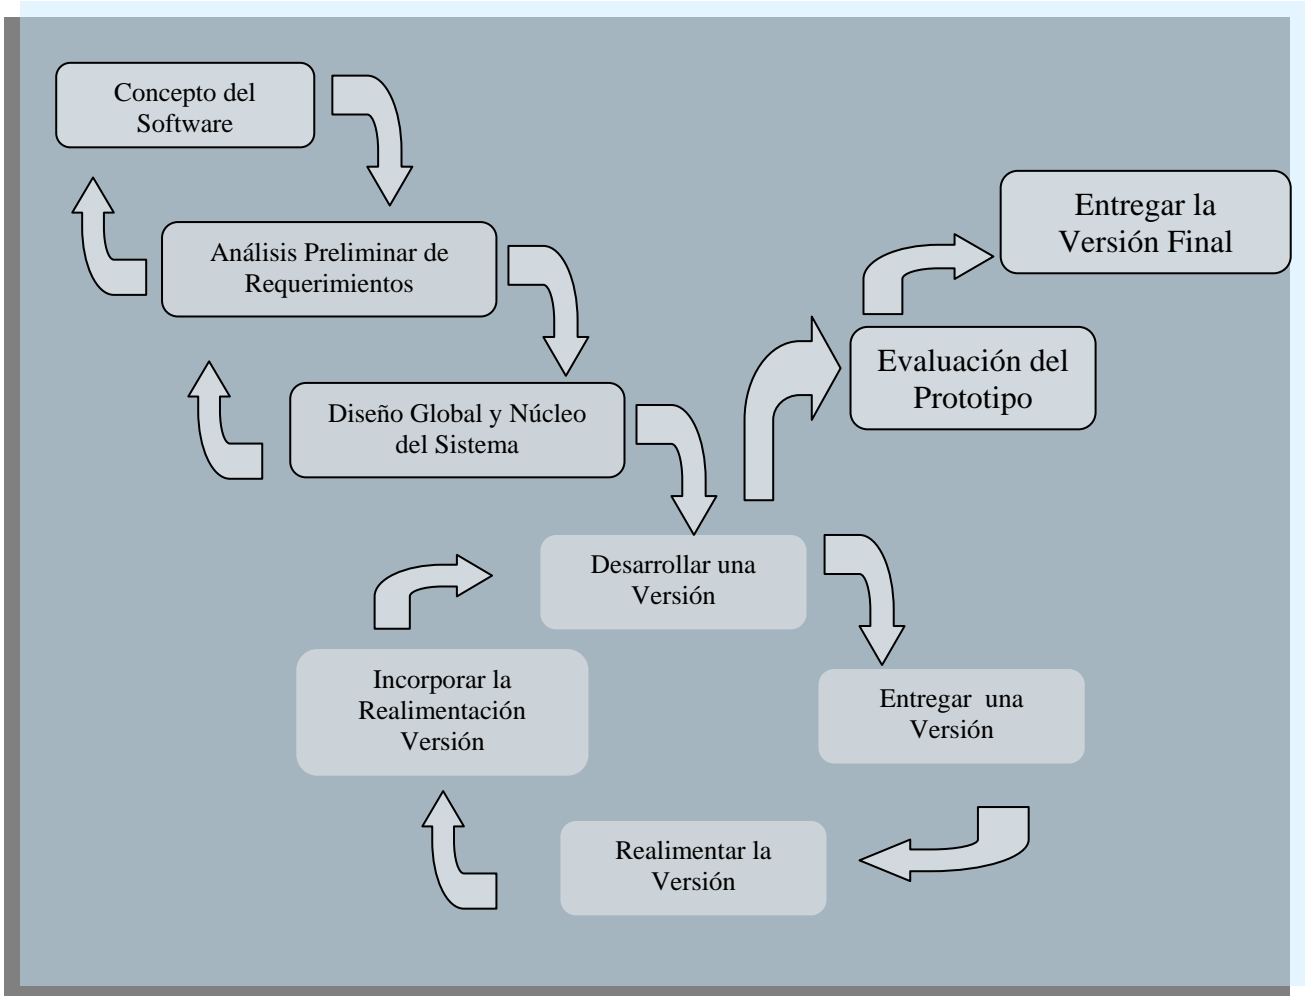 Concepto del
Software
Análisis Preliminar de
Requerimientos
Diseño Global y Núcleo
del Sistema
Entregar la
Versión Final
Evaluación del
Prototipo
Desarrollar una
Versión
Entregar  una
Versión
Realimentar la
Versión
Incorporar la
Realimentación
Versión